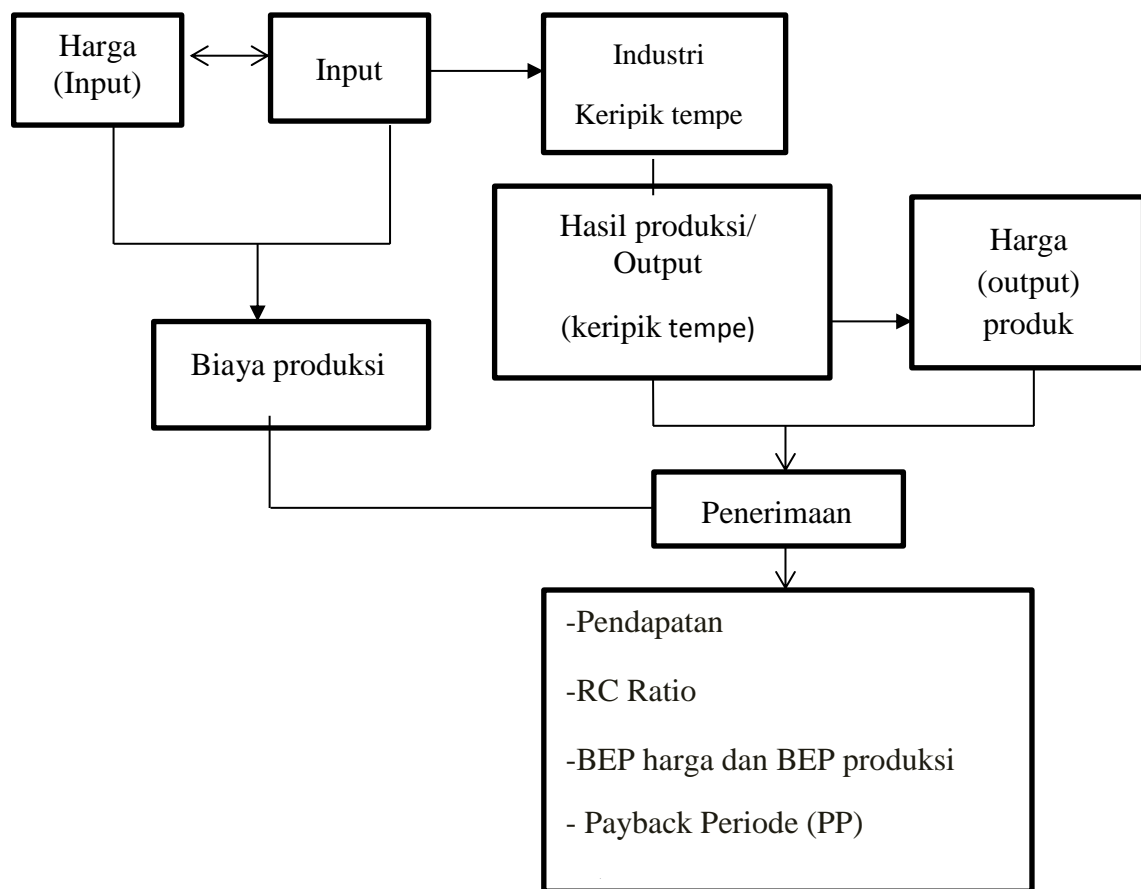 Harga
(Input)
Input
Industri
Keripik tempe
Hasil produksi/
Output
(keripik tempe)
Harga
(output)
produk
Biaya produksi
Penerimaan
-Pendapatan
-RC Ratio
-BEP harga dan BEP produksi
- Payback Periode (PP)